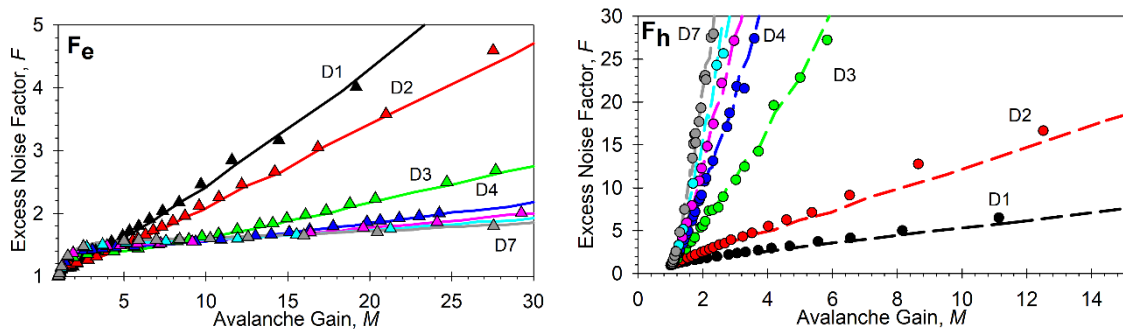 F_e
Excess Noise Factor, F
5
4
3
2
1
D1
D2
D3
D4
D7
5
10
15
20
25
30
Avalanche Gain, M
F_h
Excess Noise Factor, F
30
25
20
15
10
5
0
D7
D4
D3
D2
D1
0
2
4
6
8
10
12
14
Avalanche Gain, M